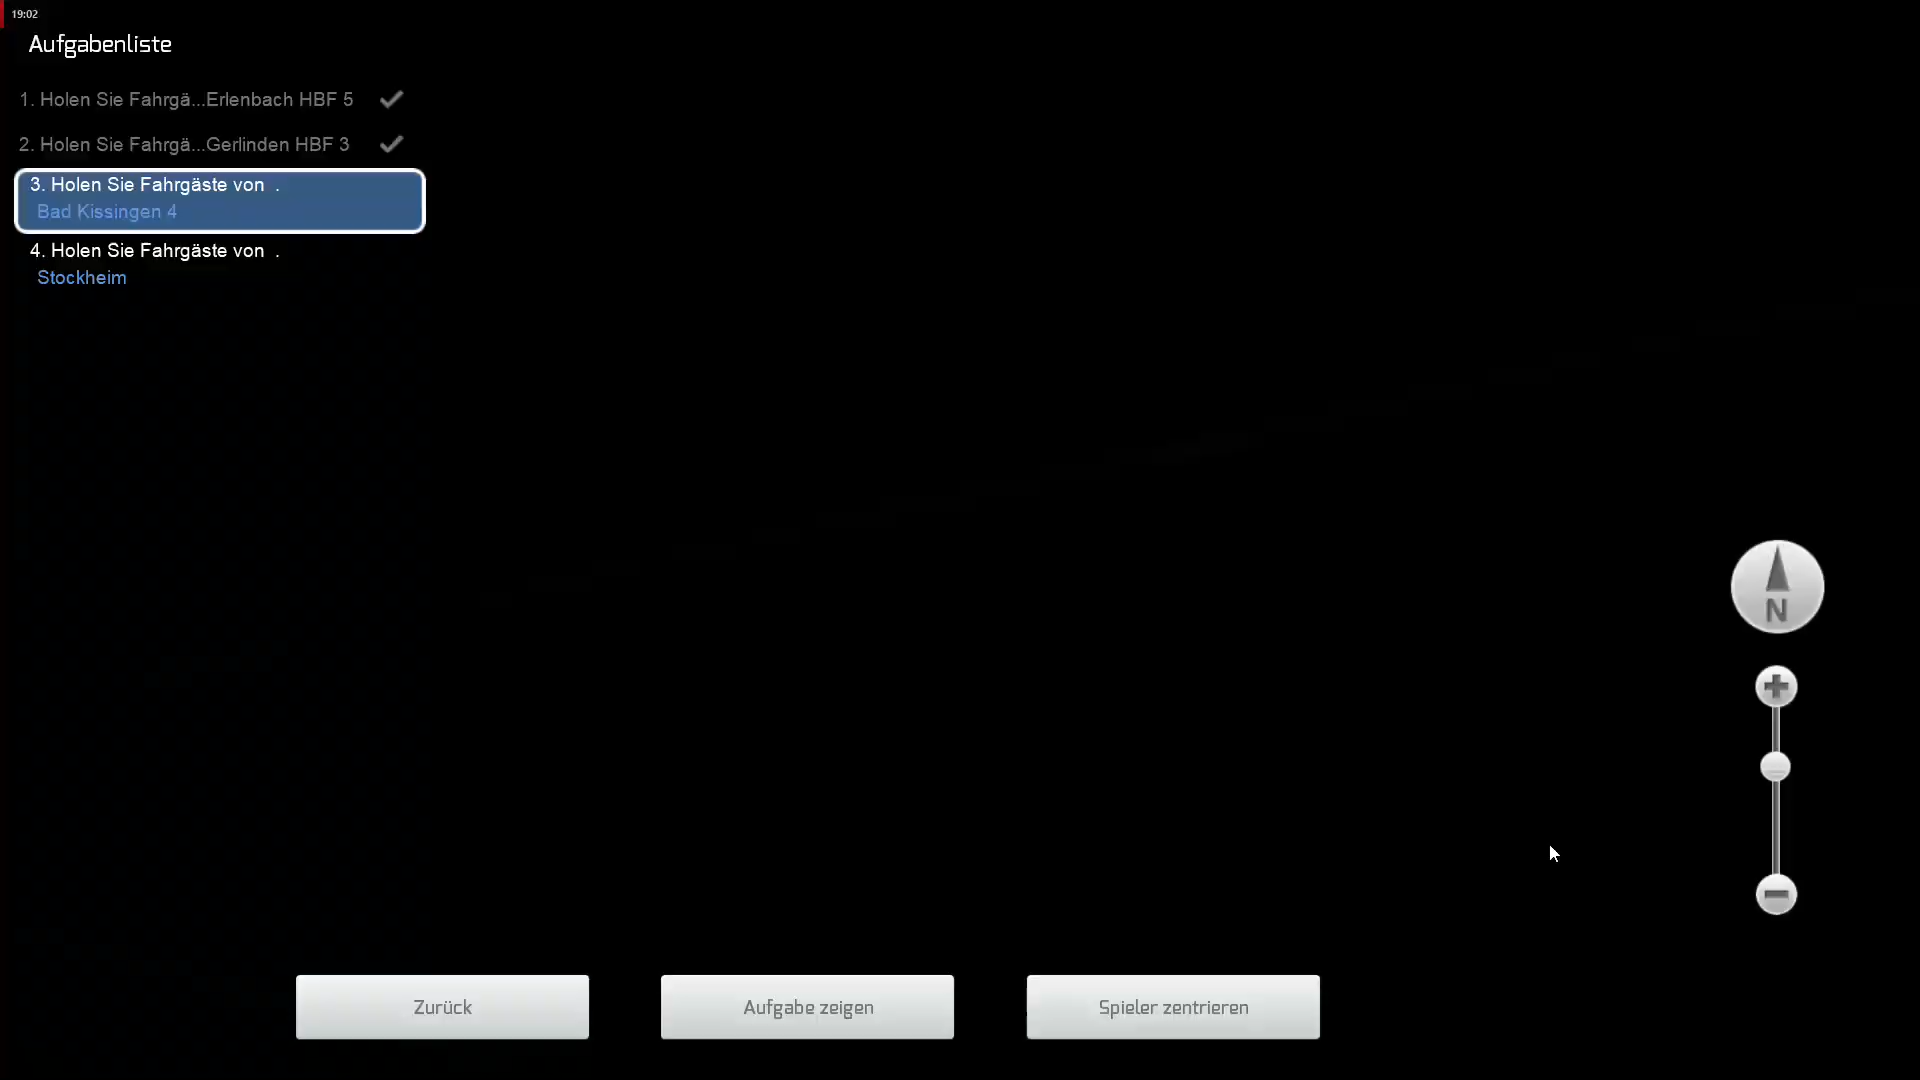 19:02
Aufgabenliste
1. Holen Sie Fahrgä...Erlenbach HBF 5
2. Holen Sie Fahrgä...Gerlinden HBF 3
3. Holen Sie Fahrgäste von .
Bad Kissingen 4
4. Holen Sie Fahrgäste von .
Stockheim
N
Zurück
Aufgabe zeigen
Spieler zentrieren